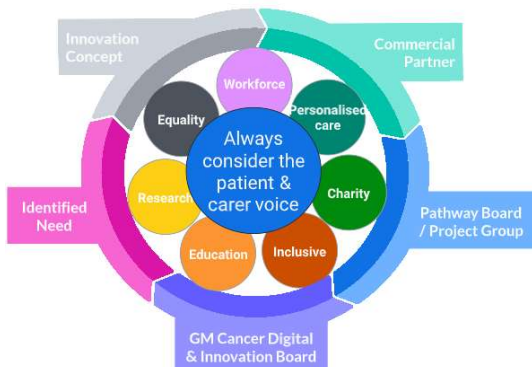 Innovation
Concept
Commercial
Partner
Workforce
Equality
Personalised
care
Always
consider the
patient &
carer voice
Research
Charity
Identified
Need
Pathway Board
/ Project Group
Education
Inclusive
GM Cancer Digital
& Innovation Board